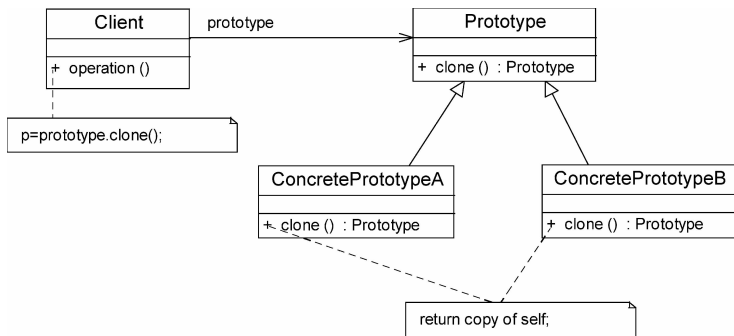 Client
prototype
Prototype
+ operation ()
+ clone () : Prototype
p=prototype.clone();
ConcretePrototypeA
ConcretePrototypeB
+ clone () : Prototype
+ clone () : Prototype
return copy of self;